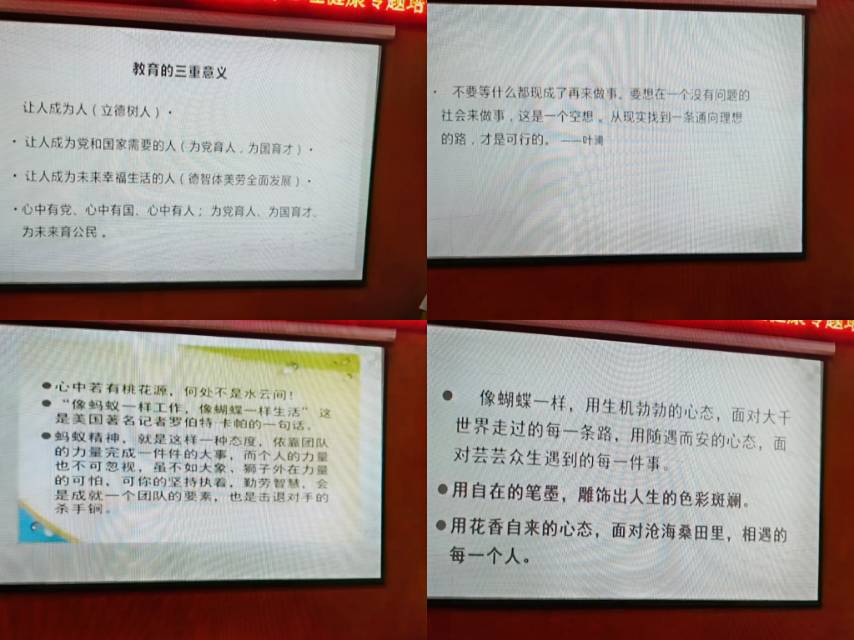 健康专题培
教育的三重意义
让人成为人（立德树人）•
• 让人成为党和国家需要的人（为党育人，为国育才）•
• 让人成为未来幸福生活的人（德智体美劳全面发展）•
• 心中有党、心中有国、心中有人； 为党育人、为国育才、
为未来育公民 。
• 不要等什么都现成了再来做事。要想在一个没有问题的
社会来做事，这是一个空想 。从现实找到一条通向理想
的路，才是可行的。 ——叶澜
● 心中若有桃花源，何处不是水云间！
● “像蚂蚁一样工作，像蝴蝶一样生活” 这
是美国著名记者罗伯特·卡帕的一句话。
● 蚂蚁精神，就是这样一种态度，依靠团队
的力量完成一件件的大事，而个人的力量
也不可忽视，虽不如大象、狮子外在力量
的可怕，可你的坚持执着，勤劳智慧，会
是成就一个团队的要素，也是击退对手的
杀手锏。
专题
● 像蝴蝶一样，用生机勃勃的心态，面对大千
世界走过的每一条路，用随遇而安的心态，面
对芸芸众生遇到的每一件事。
● 用自在的笔墨，雕饰出人生的色彩斑斓。
● 用花香自来的心态，面对沧海桑田里，相遇的
每一个人。